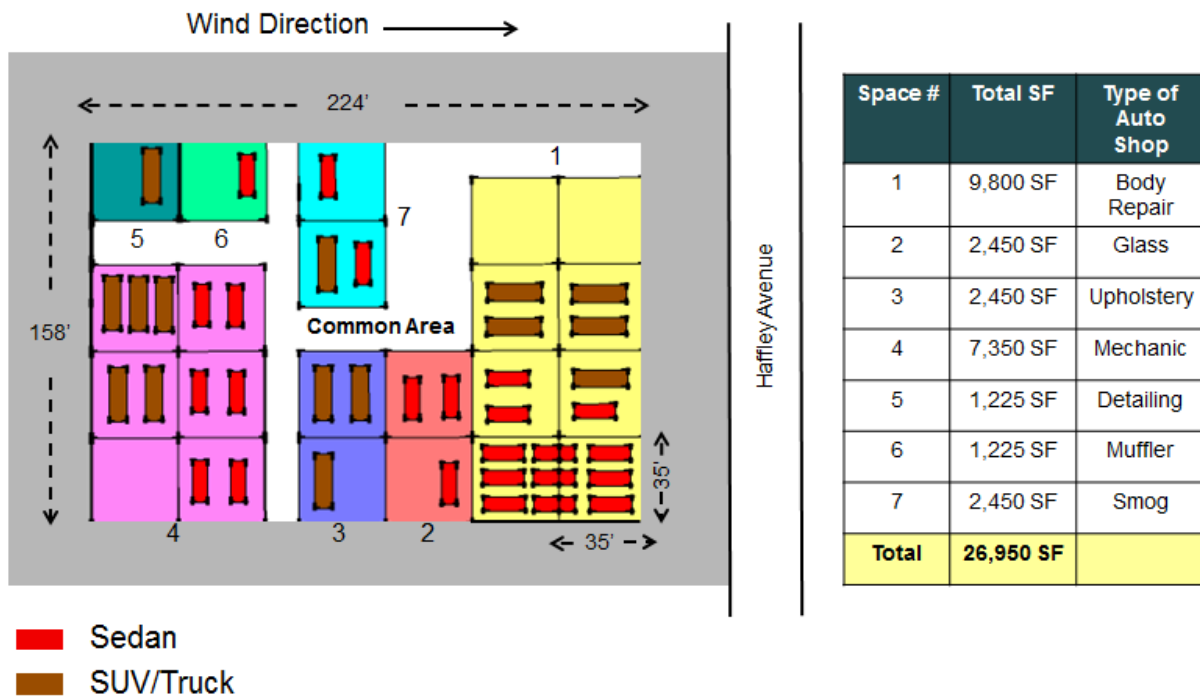 Wind Direction
224'
158'
1
5
6
7
Common Area
35'
35'
4
3
2
Haffley Avenue
Space #
Total SF
Type of
Auto
Shop
1
9,800 SF
Body
Repair
2
2,450 SF
Glass
3
2,450 SF
Upholstery
4
7,350 SF
Mechanic
5
1,225 SF
Detailing
6
1,225 SF
Muffler
7
2,450 SF
Smog
Total
26,950 SF
Sedan
SUV/Truck